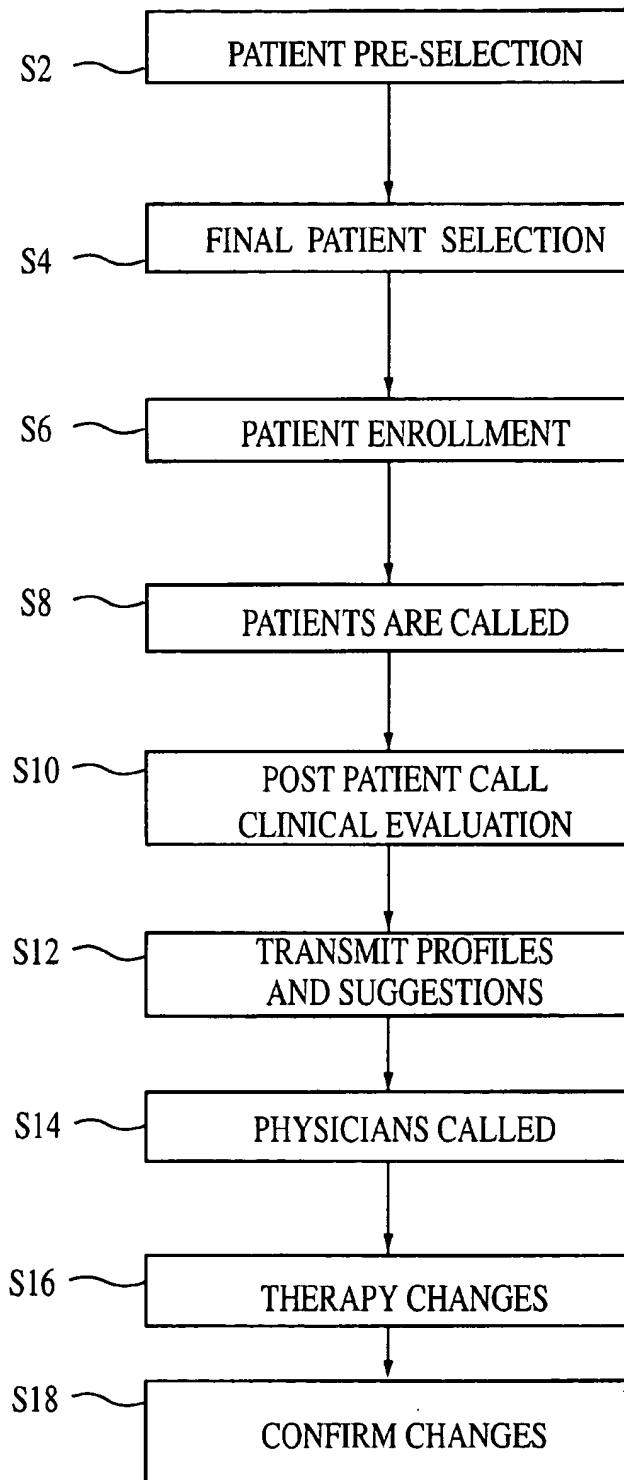 S2 PATIENT PRE-SELECTION
S4 FINAL PATIENT SELECTION
S6 PATIENT ENROLLMENT
S8 PATIENTS ARE CALLED
S10 POST PATIENT CALL
CLINICAL EVALUATION
S12 TRANSMIT PROFILES
AND SUGGESTIONS
S14 PHYSICIANS CALLED
S16 THERAPY CHANGES
S18 CONFIRM CHANGES